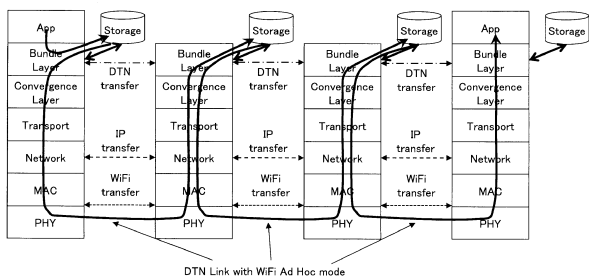 App
Storage
Bundle
Layer
Convergence
Layer
Transport
Network
MAC
PHY
DTN
transfer
IP
transfer
WiFi
transfer
Storage
Bundle
Layer
Convergence
Layer
Transport
Network
MAC
PHY
DTN
transfer
IP
transfer
WiFi
transfer
Storage
Bundle
Layer
Convergence
Layer
Transport
Network
MAC
PHY
DTN
transfer
IP
transfer
WiFi
transfer
App
Storage
Bundle
Layer
Convergence
Layer
Transport
Network
MAC
PHY
DTN Link with WiFi Ad Hoc mode